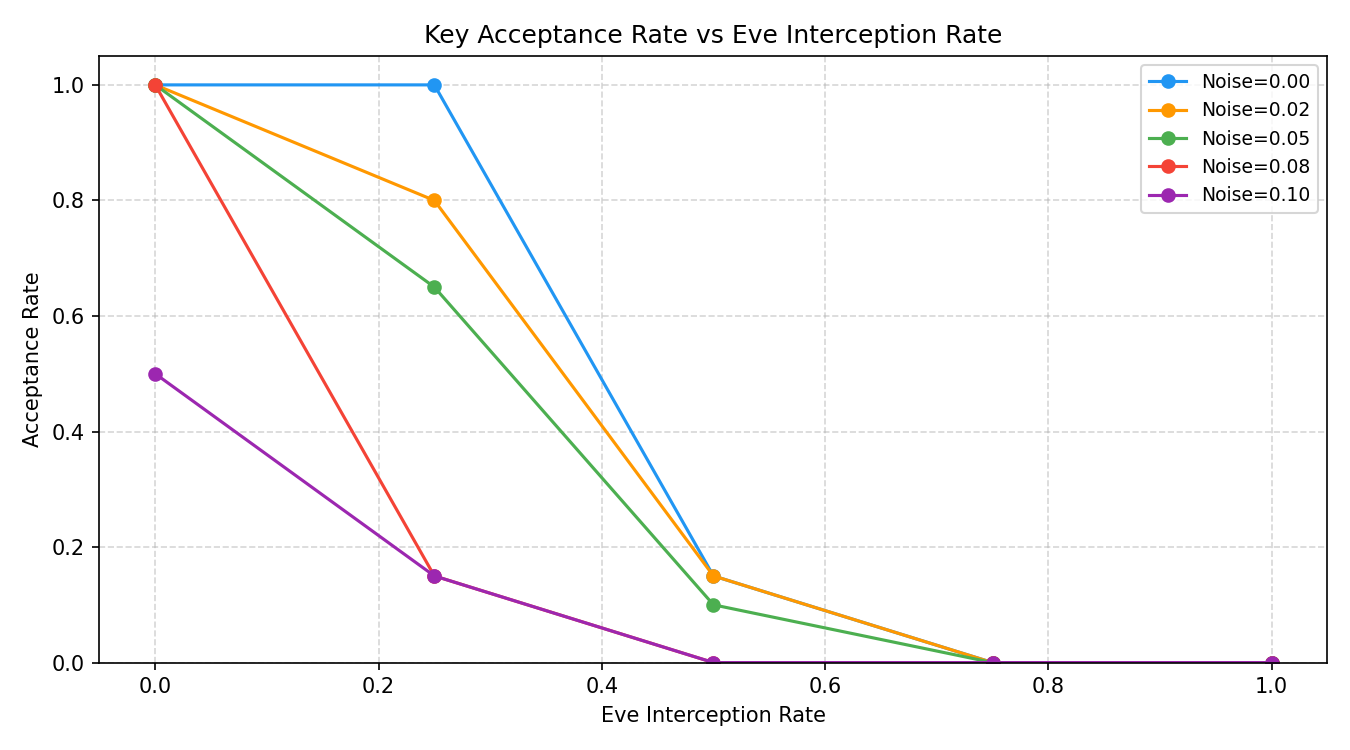 Key Acceptance Rate vs Eve Interception Rate
Noise=0.00
Noise=0.02
Noise=0.05
Noise=0.08
Noise=0.10
Acceptance Rate
1.0
0.8
0.6
0.4
0.2
0.0
0.0 0.2 0.4 0.6 0.8 1.0
Eve Interception Rate